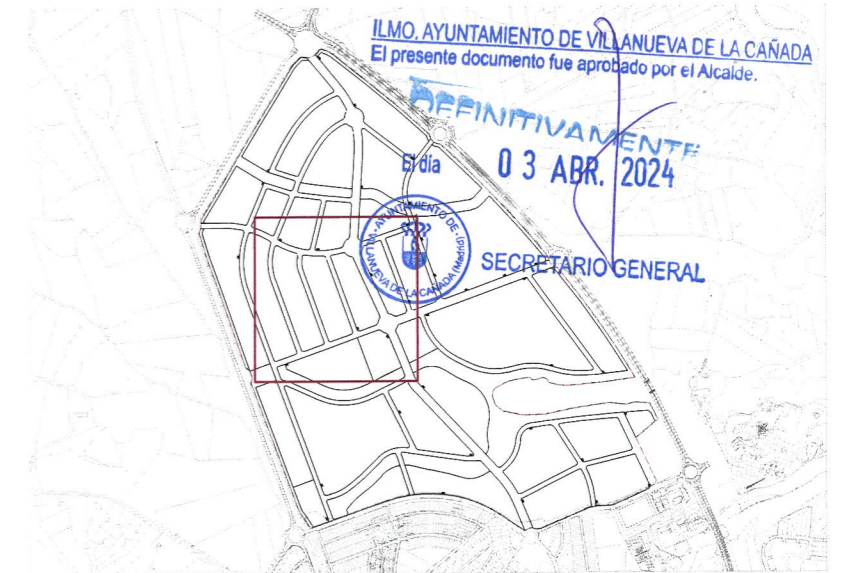 ILMO. AYUNTAMIENTO DE VILLANUEVA DE LA CAÑADA
El presente documento fue aprobado por el Alcalde.
DEFINITIVAMENTE
El día 03 ABR. 2024
· AYUNTAMIENTO DE · VILLANUEVA DE LA CAÑADA (Madrid)
SECRETARIO GENERAL